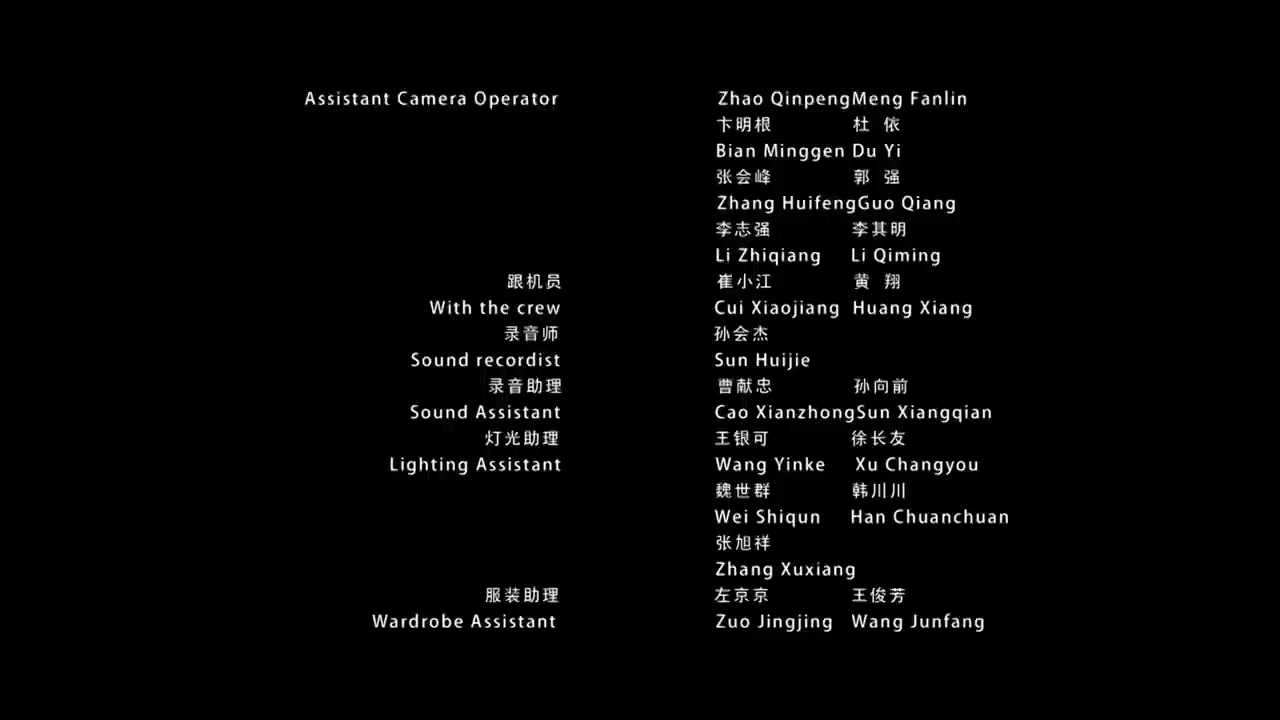 Assistant Camera Operator Zhao QinpengMeng Fanlin
卞明根 杜 依
Bian Minggen Du Yi
张会峰 郭 强
Zhang HuifengGuo Qiang
李志强 李其明
Li Zhiqiang Li Qiming
跟机员 崔小江 黄 翔
With the crew Cui Xiaojiang Huang Xiang
录音师 孙会杰
Sound recordist Sun Huijie
录音助理 曹献忠 孙向前
Sound Assistant Cao XianzhongSun Xiangqian
灯光助理 王银可 徐长友
Lighting Assistant Wang Yinke Xu Changyou
魏世群 韩川川
Wei Shiqun Han Chuanchuan
张旭祥
Zhang Xuxiang
服装助理 左京京 王俊芳
Wardrobe Assistant Zuo Jingjing Wang Junfang